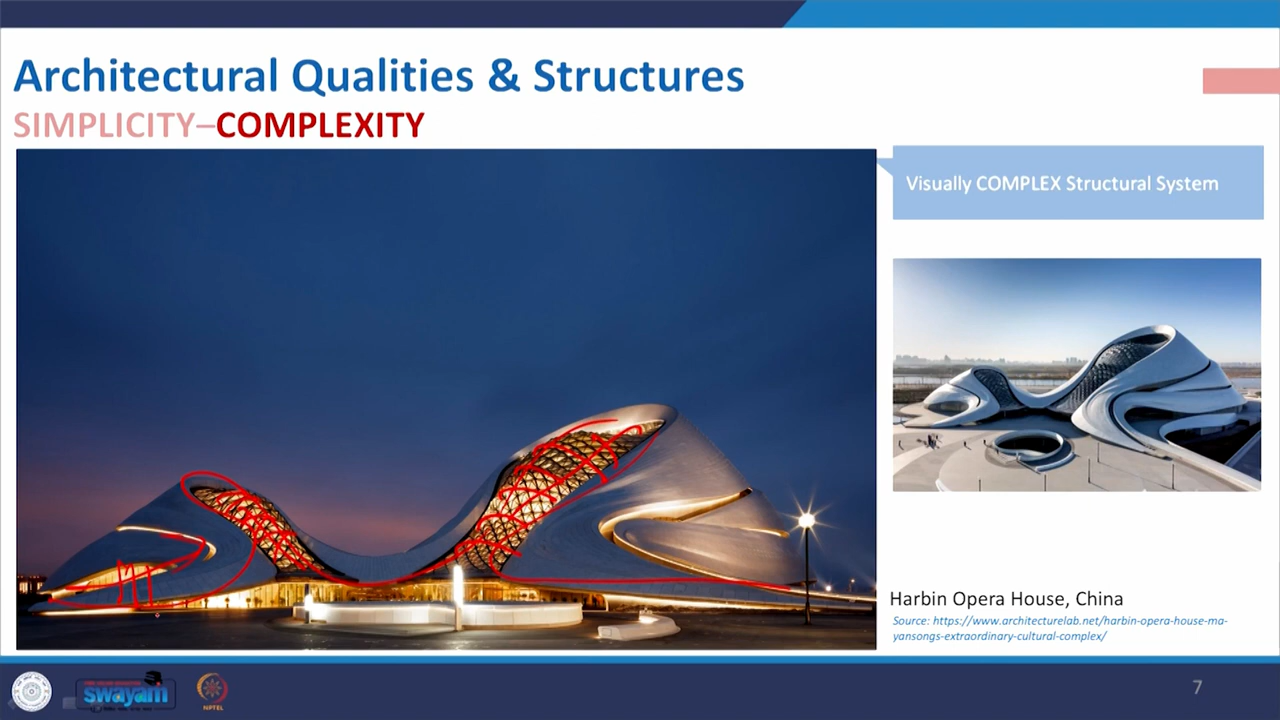 Architectural Qualities & Structures
SIMPLICITY–COMPLEXITY
Visually COMPLEX Structural System
Harbin Opera House, China
Source: https://www.architecturelab.net/harbin-opera-house-ma-
yansongs-extraordinary-cultural-complex/
swayam
NPTEL
7